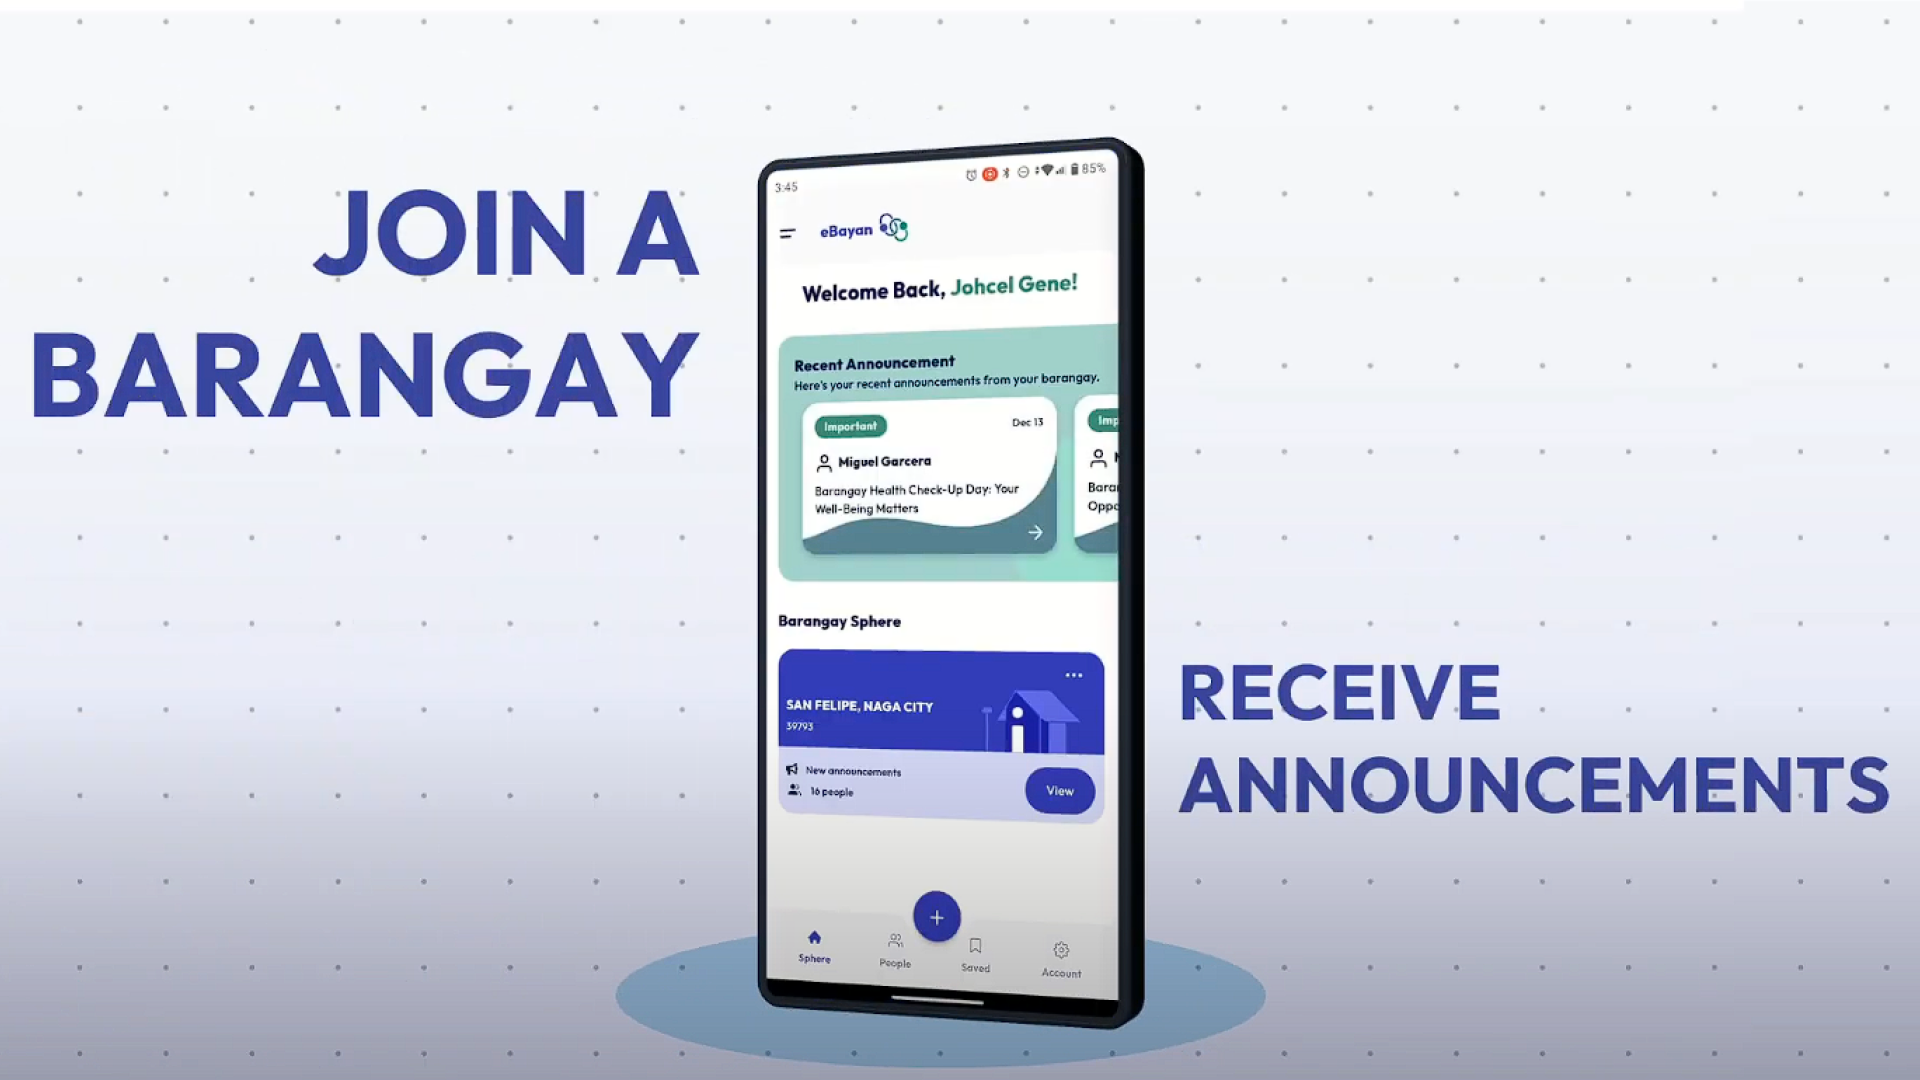 JOIN A
BARANGAY
3:45
85%
eBayan
Welcome Back, Johcel Gene!
Recent Announcement
Here's your recent announcements from your barangay.
Important
Dec 13
Miguel Garcera
Barangay Health Check-Up Day: Your
Well-Being Matters
Imp
Bara
Oppo
Barangay Sphere
SAN FELIPE, NAGA CITY
39793
New announcements
16 people
View
Sphere
People
Saved
Account
RECEIVE
ANNOUNCEMENTS